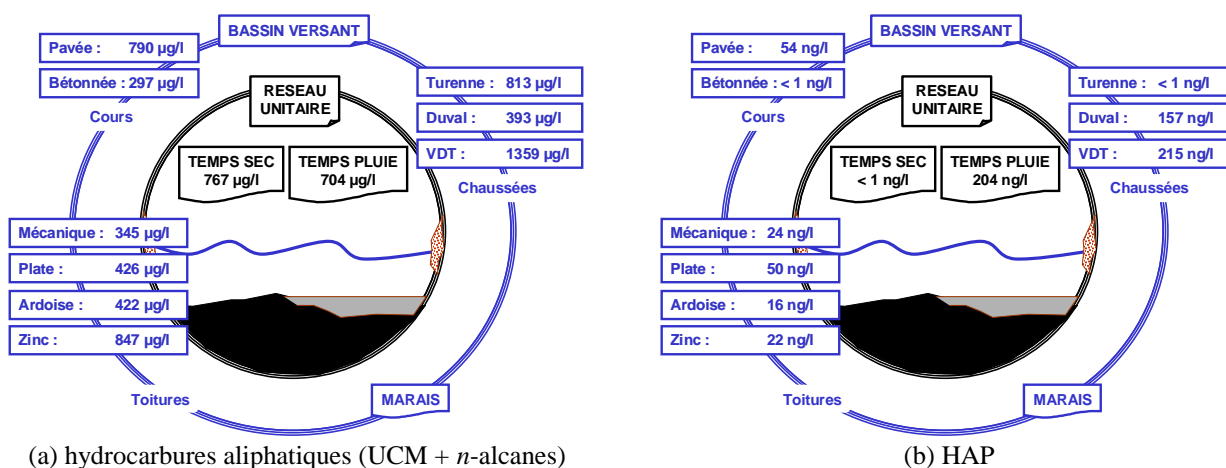 BASSIN VERSANT
Pavée : 790 µg/l
Bétonnée : 297 µg/l
Cours
Turenne : 813 µg/l
Duval : 393 µg/l
VDT : 1359 µg/l
Chaussées
RESEAU
UNITAIRE
TEMPS SEC
767 µg/l
TEMPS PLUIE
704 µg/l
Mécanique : 345 µg/l
Plate : 426 µg/l
Ardoise : 422 µg/l
Zinc : 847 µg/l
Toitures
MARAIS
(a) hydrocarbures aliphatiques (UCM + n-alcanes)
BASSIN VERSANT
Pavée : 54 ng/l
Bétonnée : < 1 ng/l
Cours
Turenne : < 1 ng/l
Duval : 157 ng/l
VDT : 215 ng/l
Chaussées
RESEAU
UNITAIRE
TEMPS SEC
< 1 ng/l
TEMPS PLUIE
204 ng/l
Mécanique : 24 ng/l
Plate : 50 ng/l
Ardoise : 16 ng/l
Zinc : 22 ng/l
Toitures
MARAIS
(b) HAP